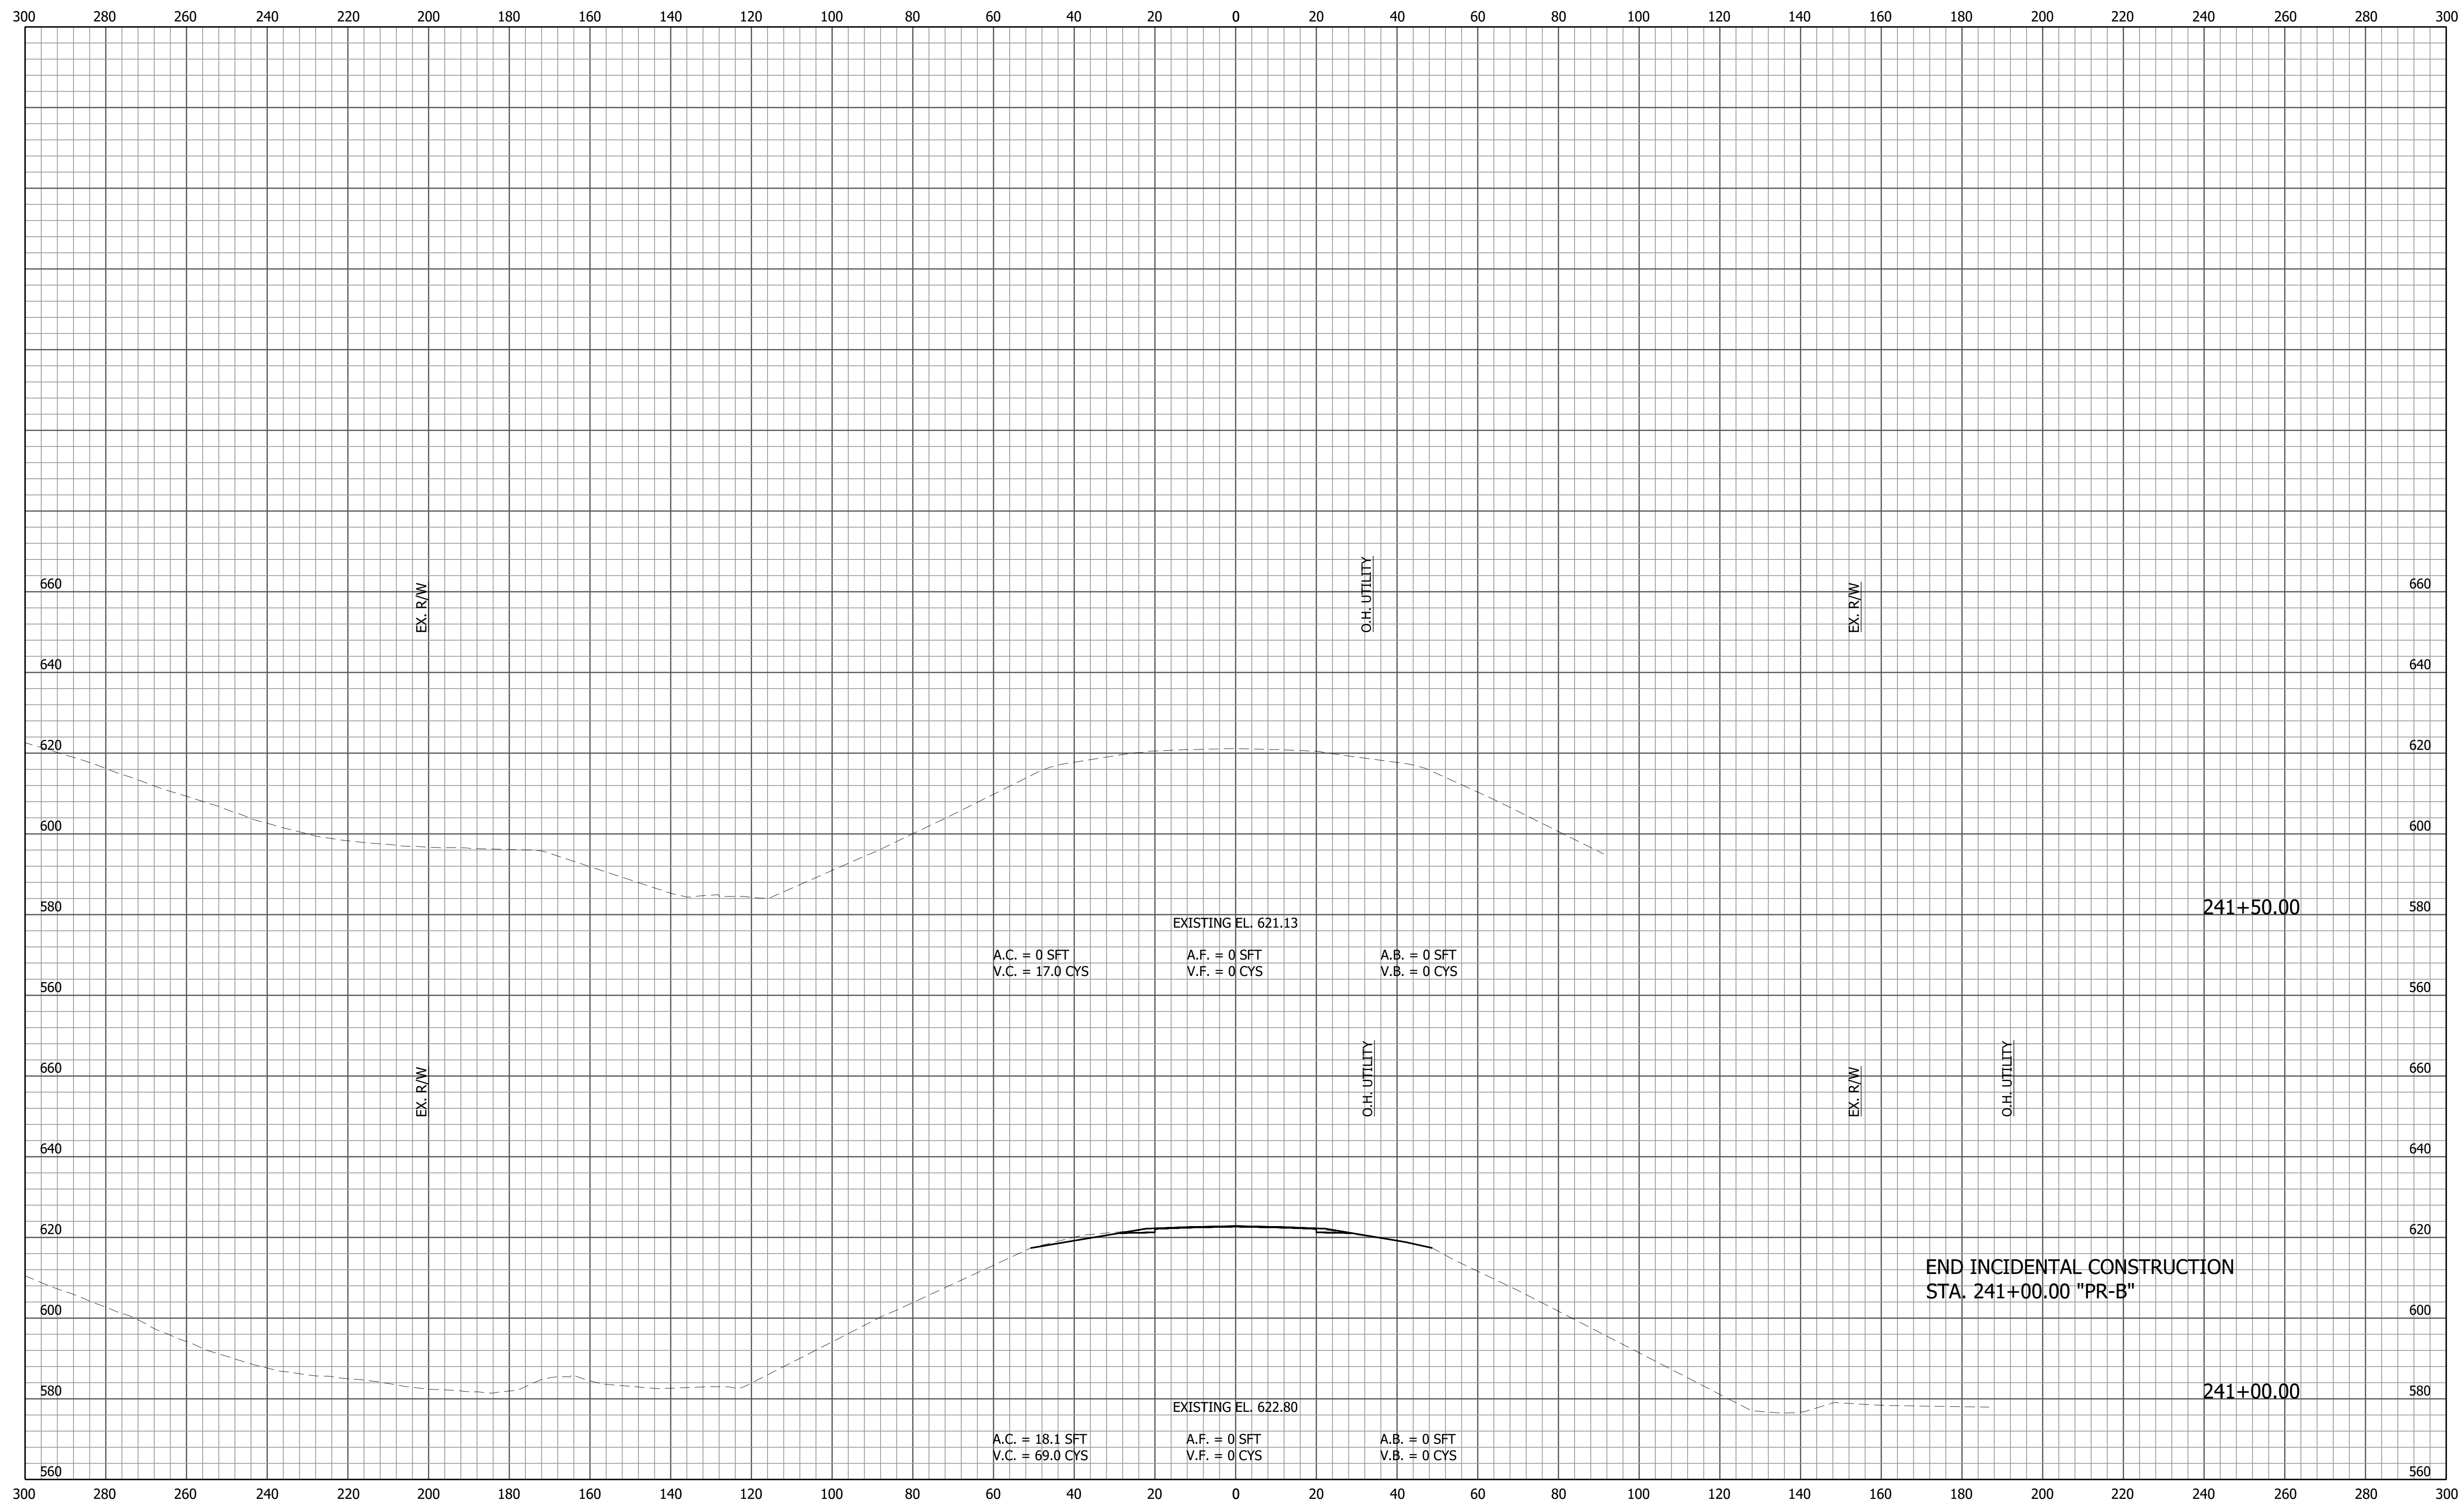 300 280 260 240 220 200 180 160 140 120 100 80 60 40 20 0 20 40 60 80 100 120 140 160 180 200 220 240 260 280 300
EX. R/W
O.H. UTILITY
EX. R/W
660 660
640 640
620 620
600 600
580 580
241+50.00
EXISTING EL. 621.13
A.C. = 0 SFT A.F. = 0 SFT A.B. = 0 SFT
V.C. = 17.0 CYS V.F. = 0 CYS V.B. = 0 CYS
560 560
EX. R/W
O.H. UTILITY
EX. R/W
O.H. UTILITY
660 660
640 640
620 620
END INCIDENTAL CONSTRUCTION
STA. 241+00.00 "PR-B"
600 600
580 580
241+00.00
EXISTING EL. 622.80
A.C. = 18.1 SFT A.F. = 0 SFT A.B. = 0 SFT
V.C. = 69.0 CYS V.F. = 0 CYS V.B. = 0 CYS
560 560
300 280 260 240 220 200 180 160 140 120 100 80 60 40 20 0 20 40 60 80 100 120 140 160 180 200 220 240 260 280 300